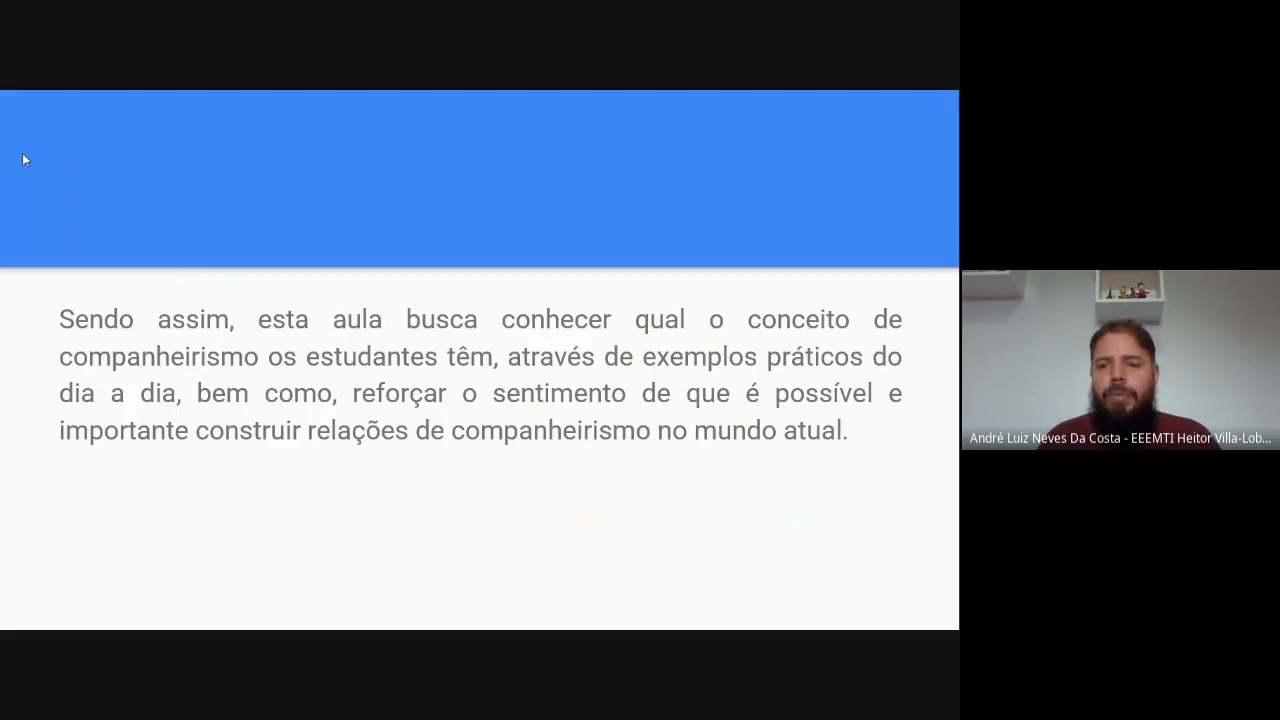 Sendo assim, esta aula busca conhecer qual o conceito de
companheirismo os estudantes têm, através de exemplos práticos do
dia a dia, bem como, reforçar o sentimento de que é possível e
importante construir relações de companheirismo no mundo atual.
André Luiz Neves Da Costa - EEEMTI Heitor Villa-Lob...